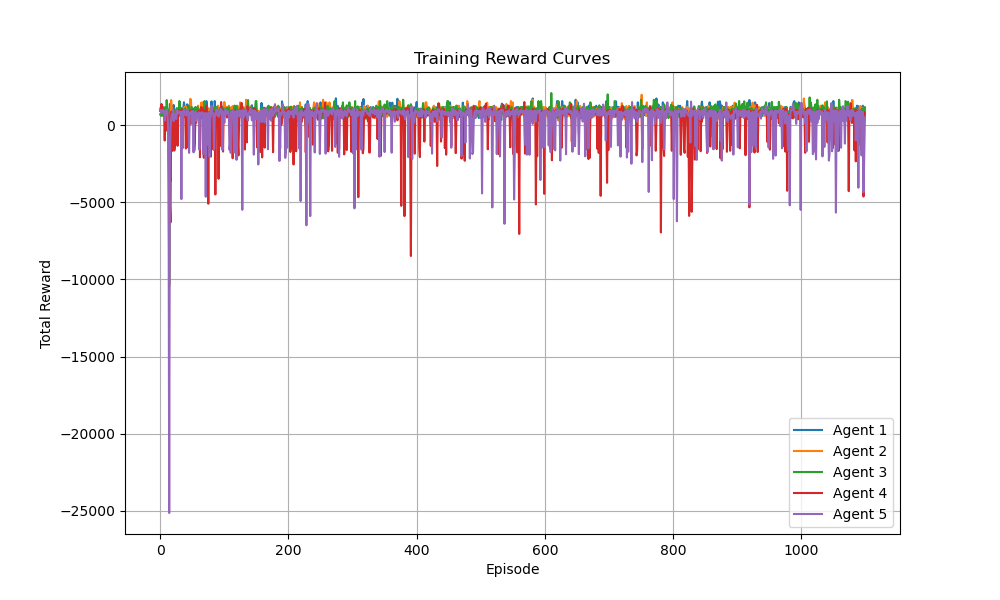 Training Reward Curves
Total Reward
0
−5000
−10000
−15000
−20000
−25000
0 200 400 600 800 1000
Episode
Agent 1
Agent 2
Agent 3
Agent 4
Agent 5